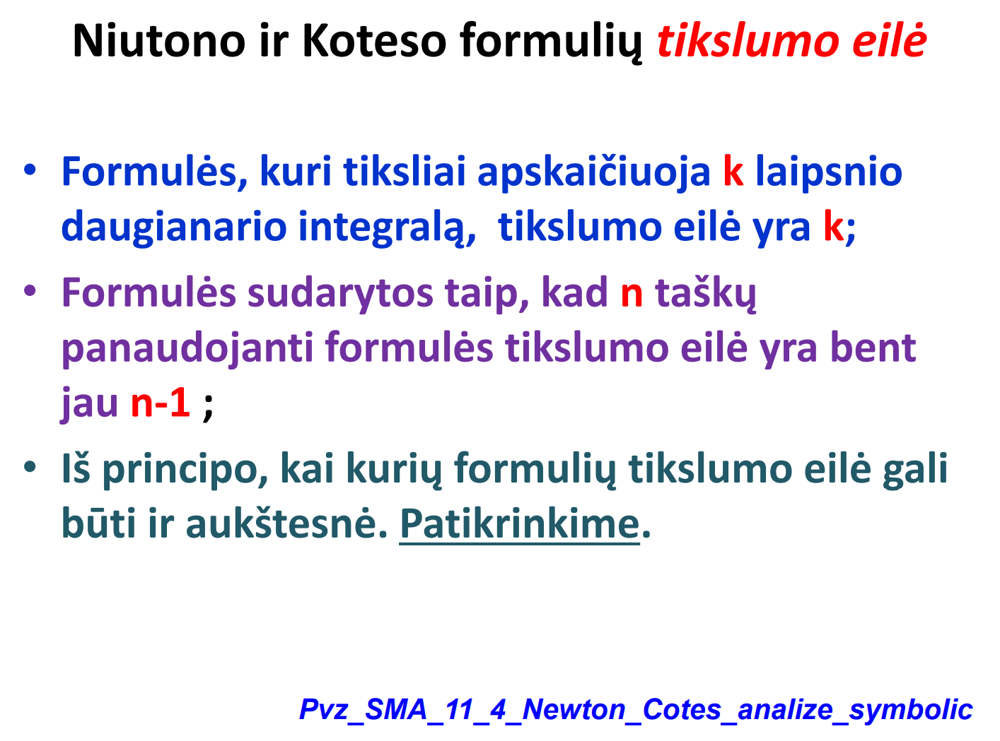 Niutono ir Koteso formulių tikslumo eilė
• Formulės, kuri tiksliai apskaičiuoja k laipsnio
daugianario integralą, tikslumo eilė yra k;
• Formulės sudarytos taip, kad n taškų
panaudojanti formulės tikslumo eilė yra bent
jau n-1 ;
• Iš principo, kai kurių formulių tikslumo eilė gali
būti ir aukštesnė. Patikrinkime.
Pvz_SMA_11_4_Newton_Cotes_analize_symbolic